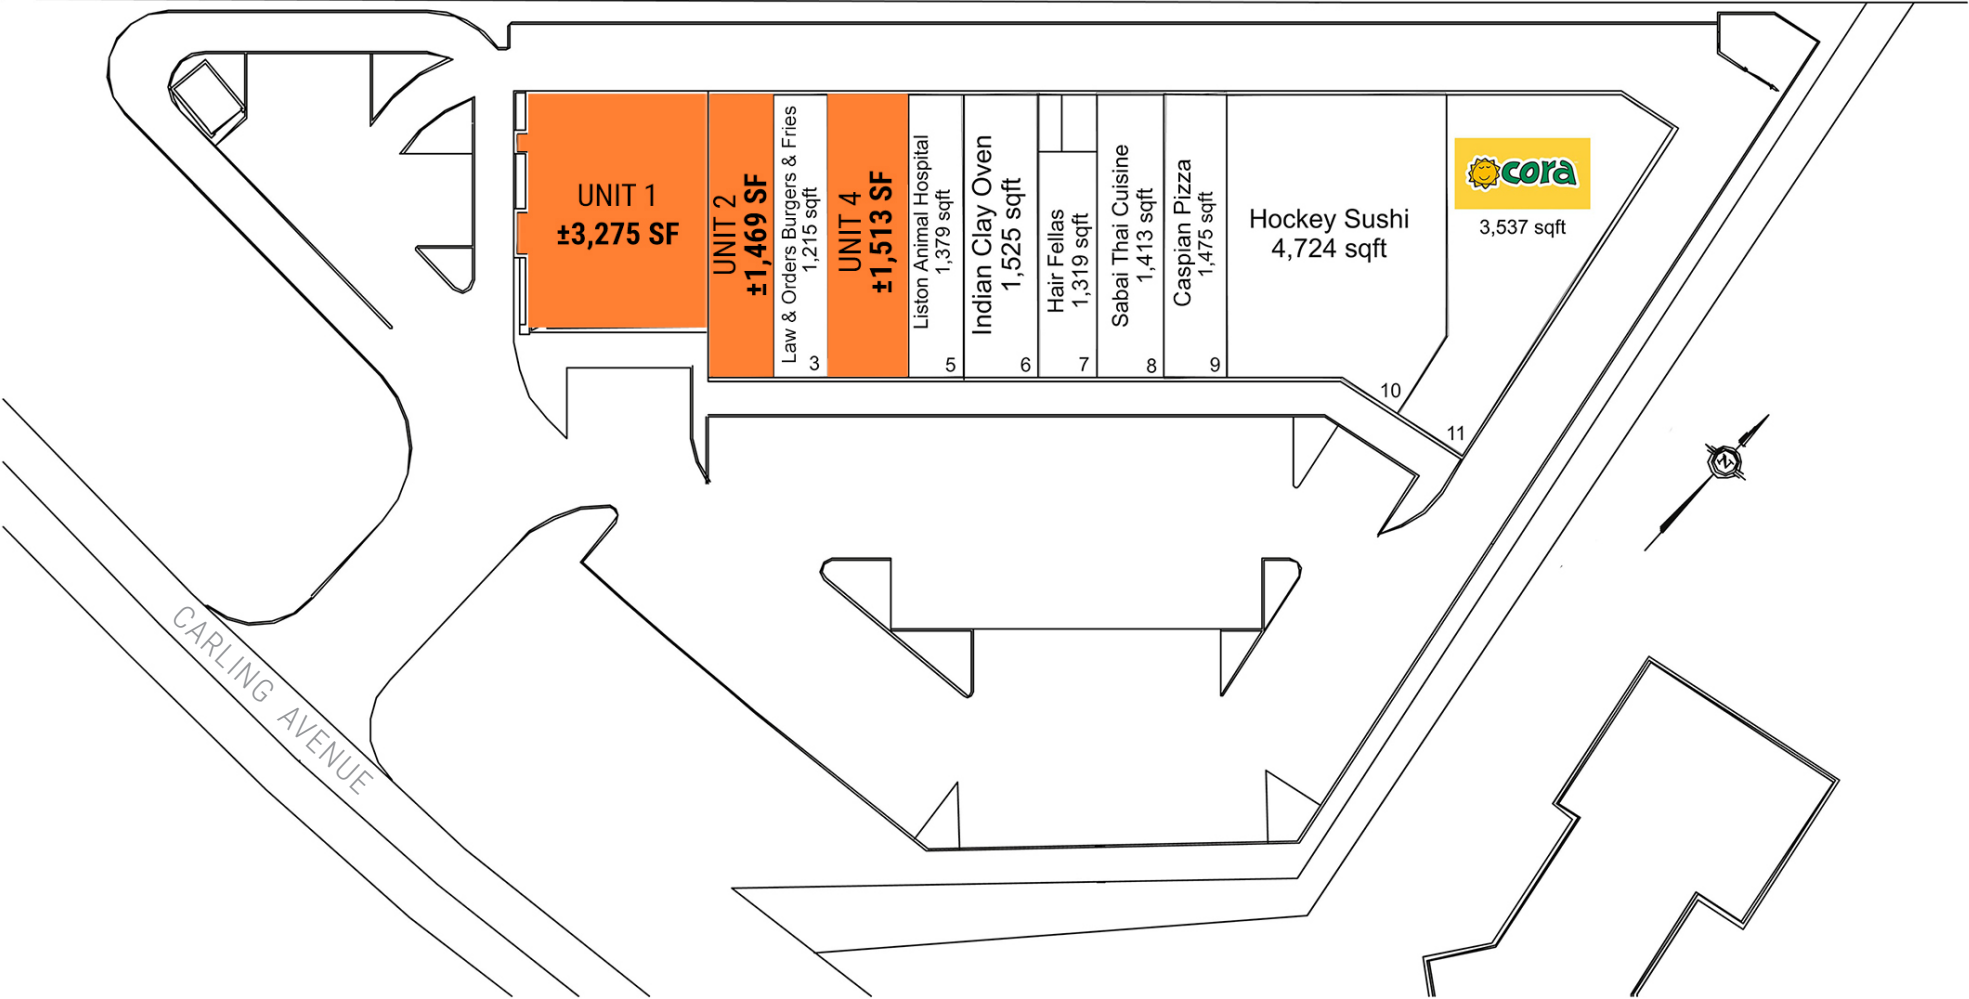 UNIT 1
±3,275 SF
UNIT 2
±1,469 SF
Law & Orders Burgers & Fries
1,215 sqft
3
UNIT 4
±1,513 SF
Liston Animal Hospital
1,379 sqft
5
Indian Clay Oven
1,525 sqft
6
Hair Fellas
1,319 sqft
7
Sabai Thai Cuisine
1,413 sqft
8
Caspian Pizza
1,475 sqft
9
Hockey Sushi
4,724 sqft
10
cora
3,537 sqft
11
N
CARLING AVENUE